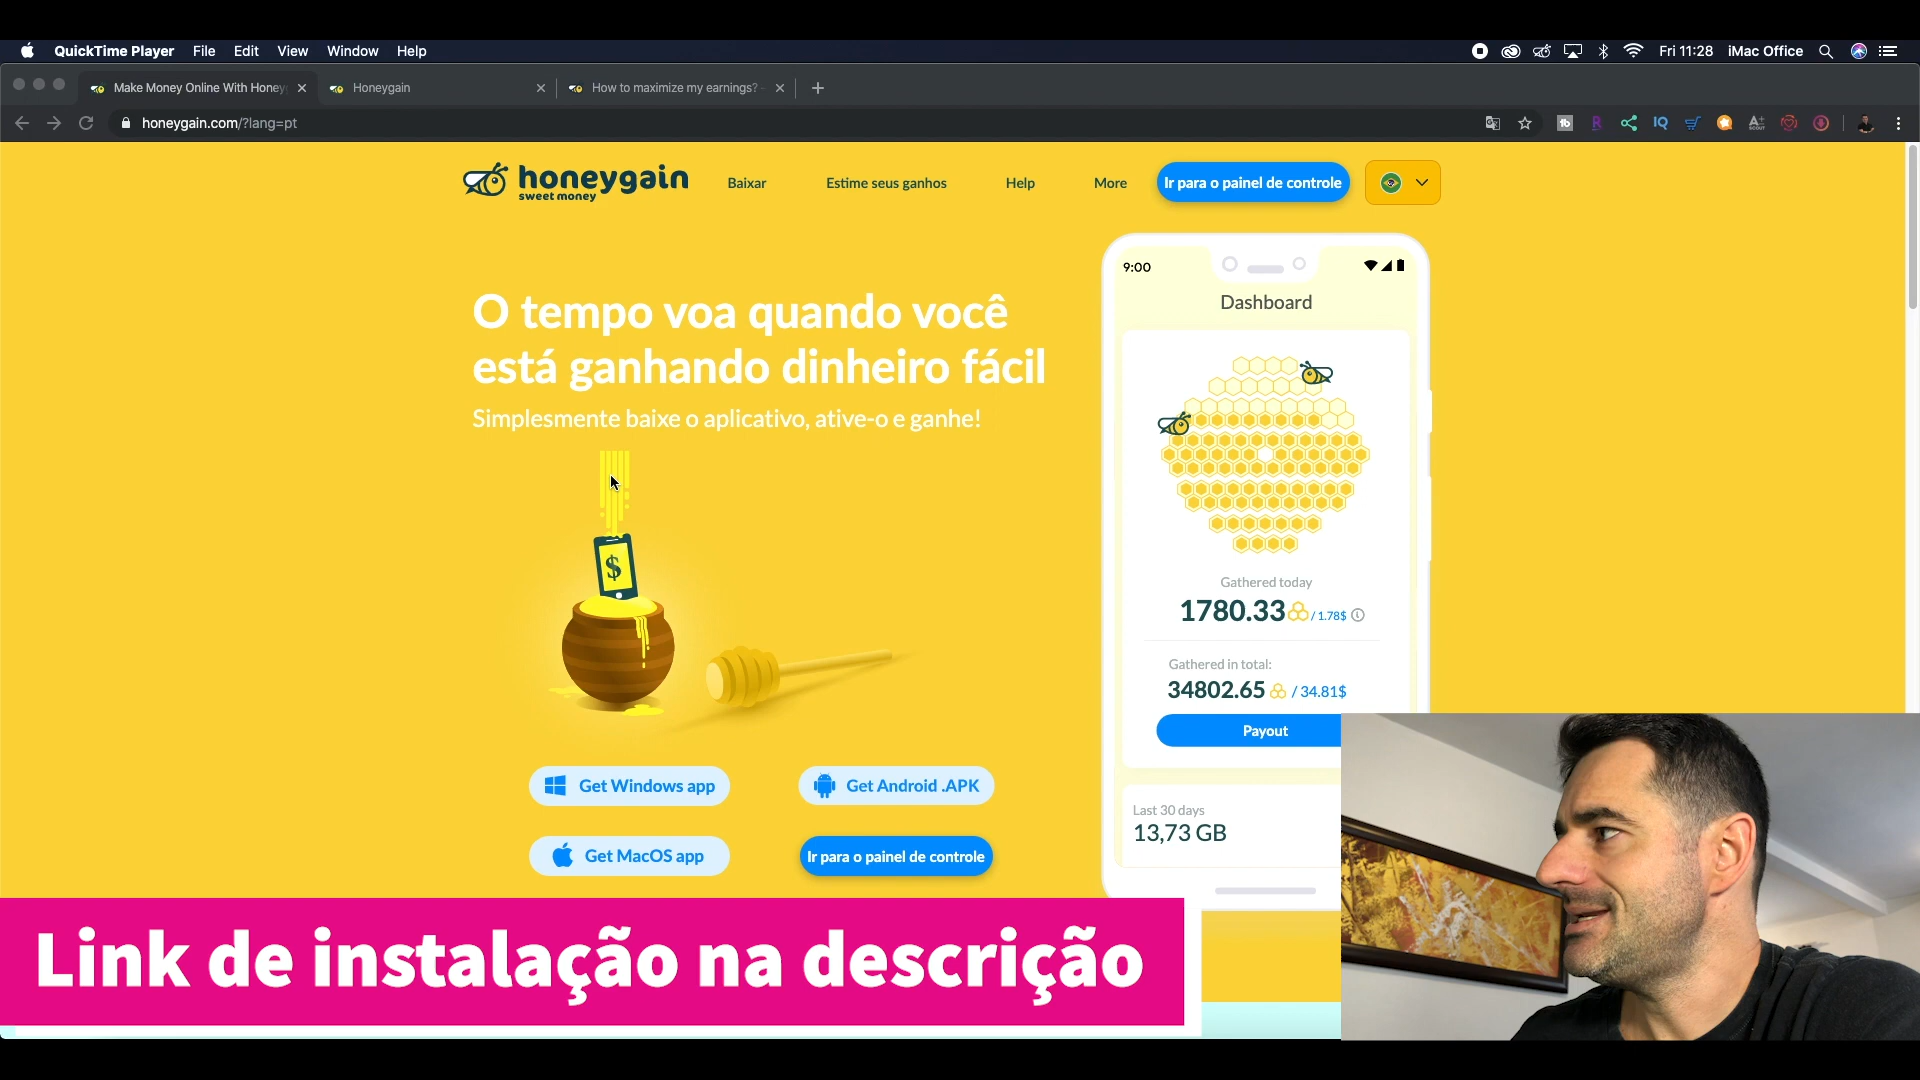 QuickTime Player File Edit View Window Help Fri 11:28 iMac Office
Make Money Online With Honey
Honeygain
How to maximize my earnings? -
honeygain.com/?lang=pt
honeygain
sweet money
Baixar
Estime seus ganhos
Help
More
Ir para o painel de controle
O tempo voa quando você
está ganhando dinheiro fácil
Simplesmente baixe o aplicativo, ative-o e ganhe!
$
Get Windows app
Get Android .APK
Get MacOS app
Ir para o painel de controle
9:00
Dashboard
Gathered today
1780.33 / 1.78$
Gathered in total:
34802.65 / 34.81$
Payout
Last 30 days
13,73 GB
Link de instalação na descrição